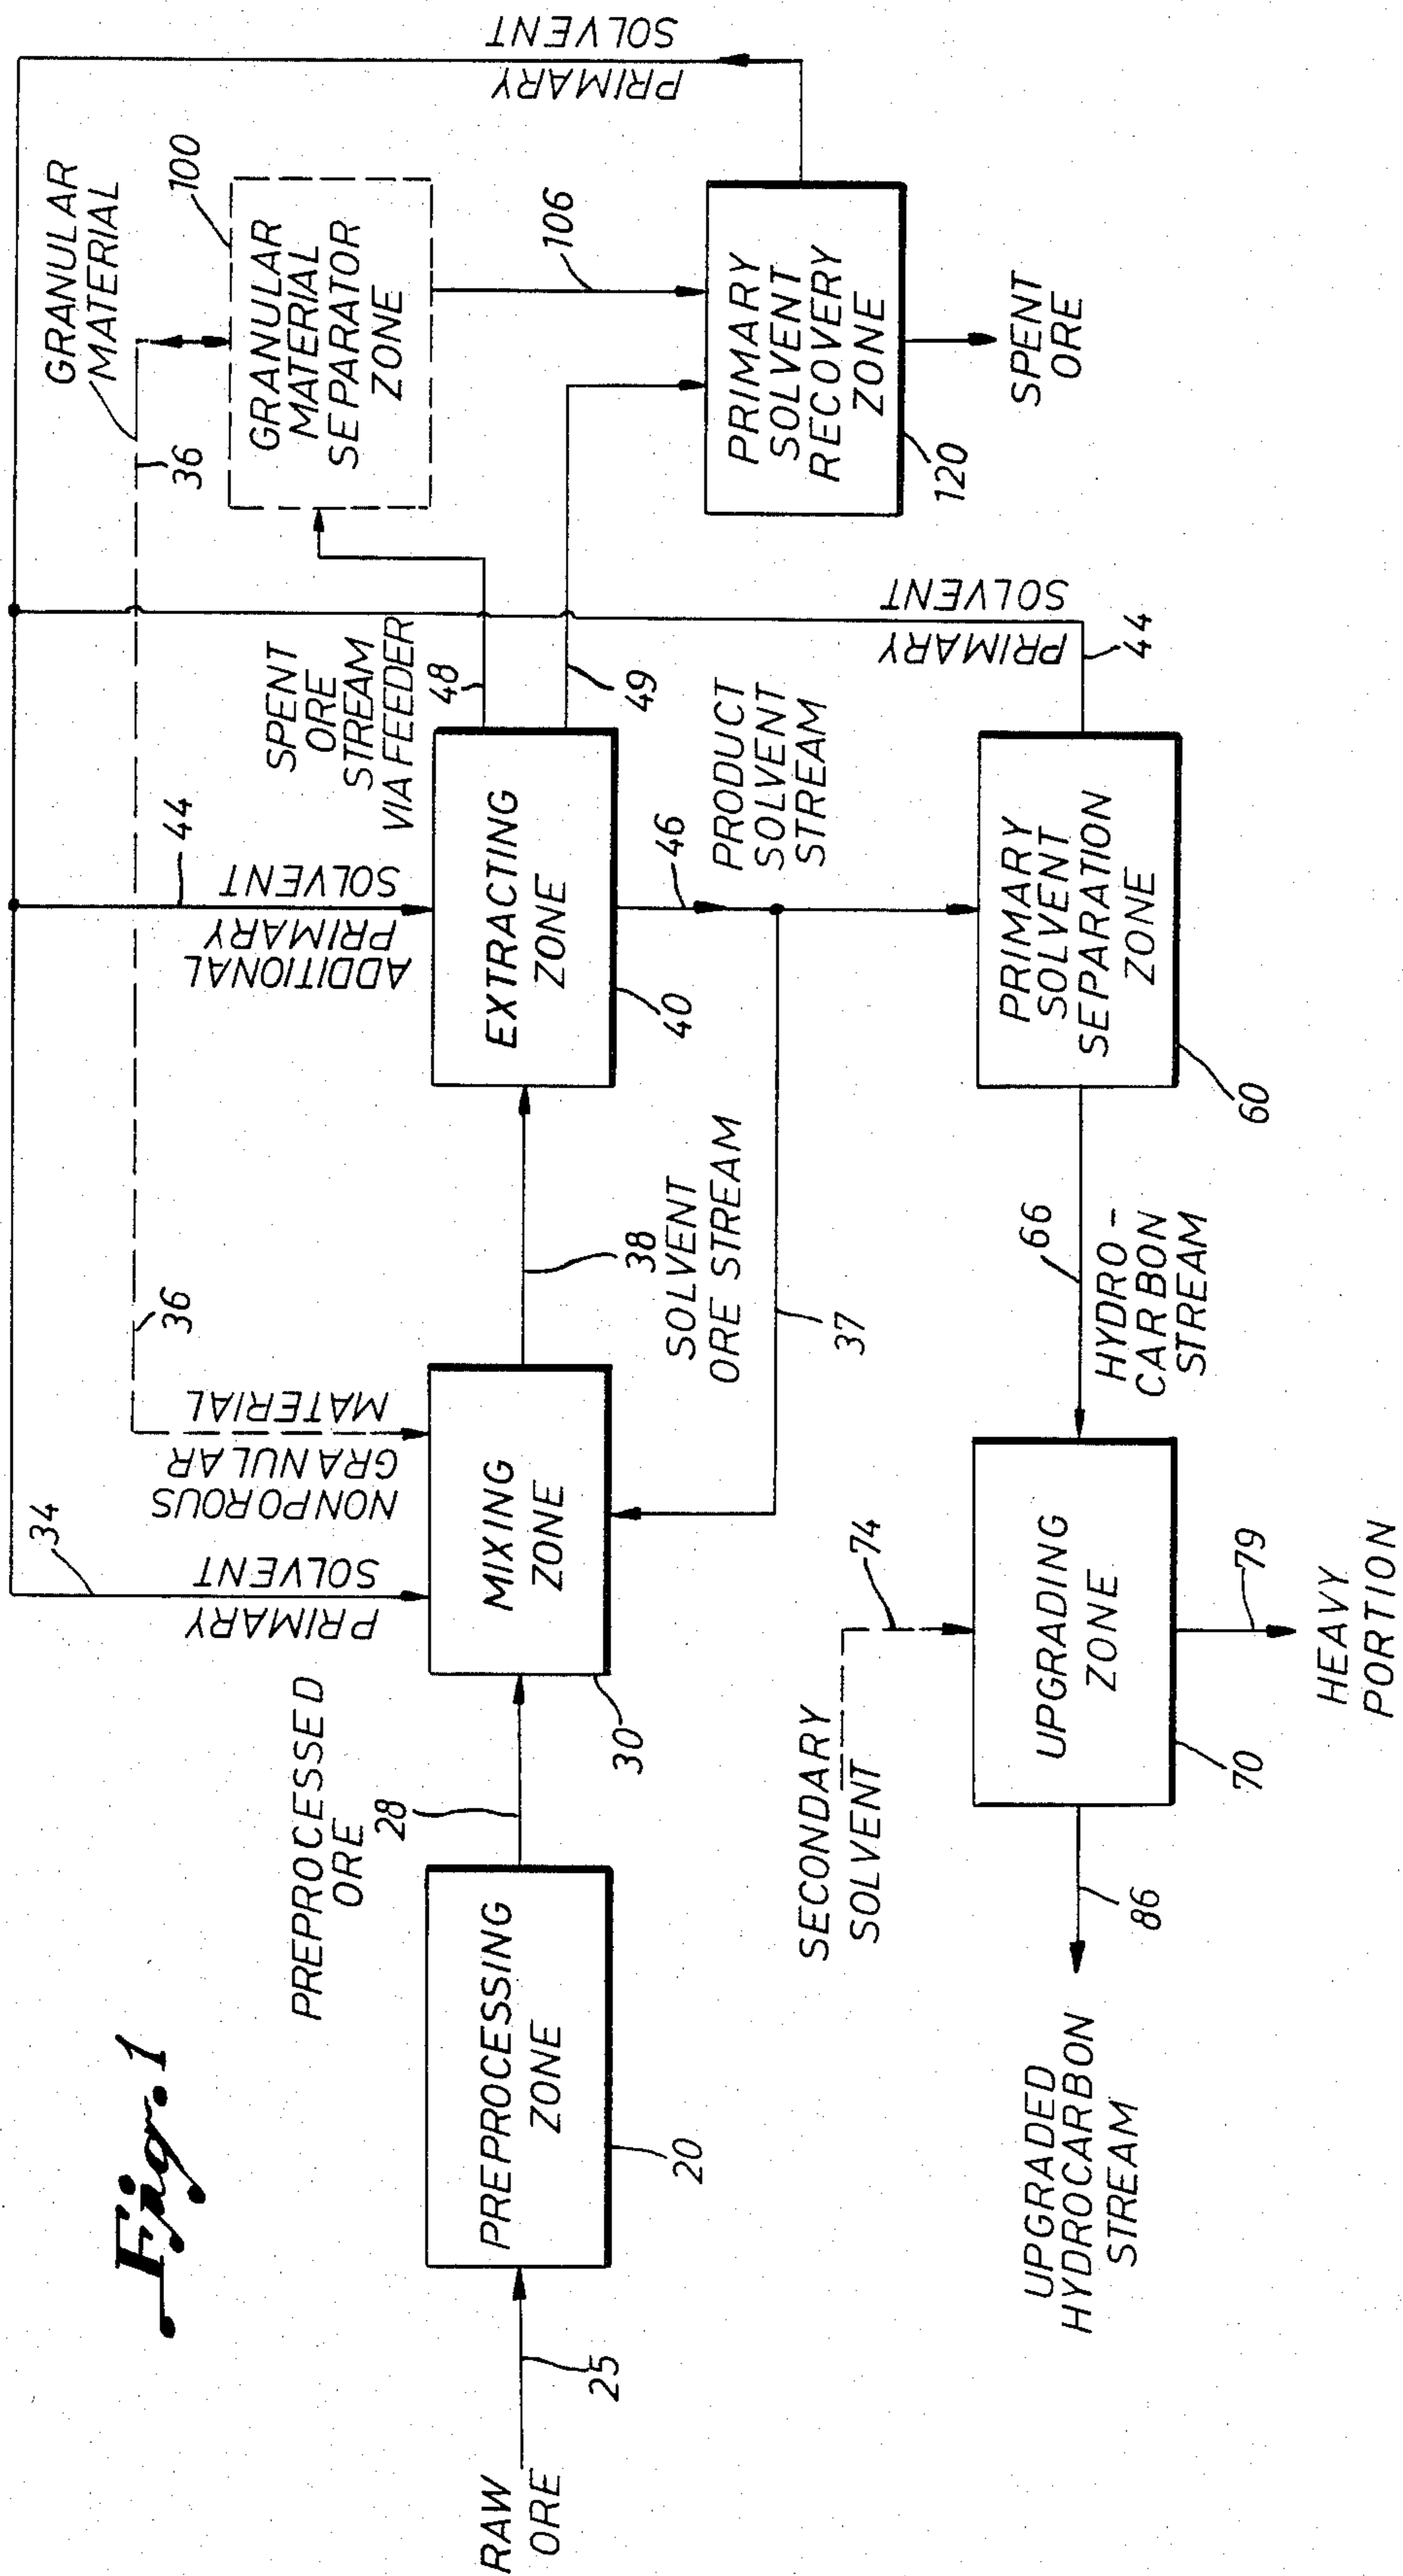 Fig. 1
RAW
ORE
25
PREPROCESSING
ZONE
20
PREPROCESSED
ORE
28
34
PRIMARY
SOLVENT
NONPOROUS
GRANULAR
MATERIAL
36
MIXING
ZONE
30
38
SOLVENT
ORE STREAM
37
44
ADDITIONAL
PRIMARY
SOLVENT
EXTRACTING
ZONE
40
46
PRODUCT
SOLVENT
STREAM
SPENT
ORE
STREAM
VIA FEEDER
48
49
36
GRANULAR
MATERIAL
100
GRANULAR
MATERIAL
SEPARATOR
ZONE
106
PRIMARY
SOLVENT
PRIMARY
SOLVENT
RECOVERY
ZONE
120
SPENT
ORE
PRIMARY
SOLVENT
44
PRIMARY
SOLVENT
SEPARATION
ZONE
60
66
HYDRO-
CARBON
STREAM
SECONDARY
SOLVENT
74
UPGRADING
ZONE
70
79
HEAVY
PORTION
86
UPGRADED
HYDROCARBON
STREAM